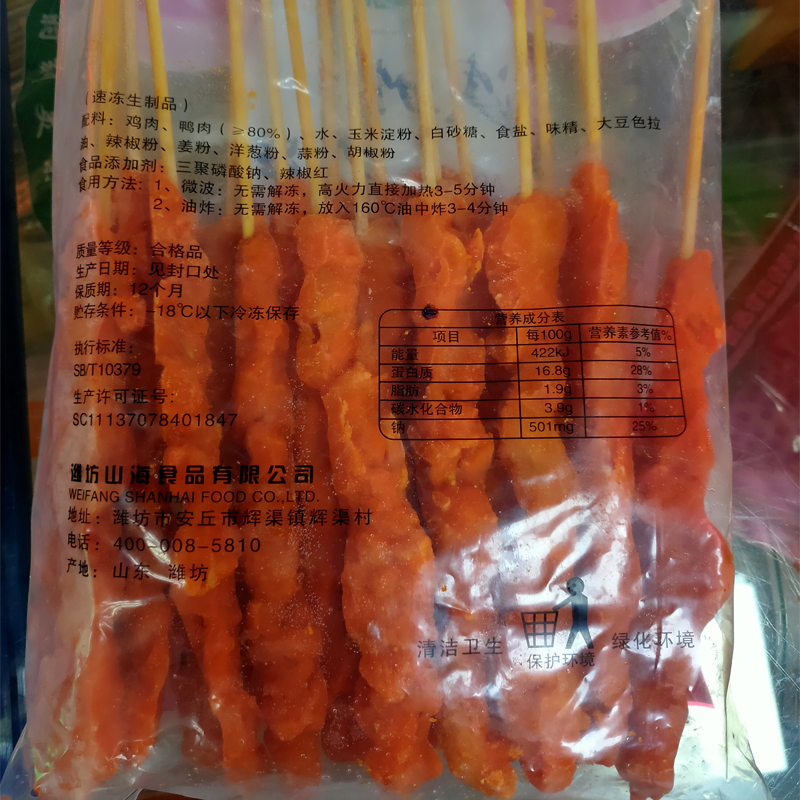 （速冻生制品）
配料：鸡肉、鸭肉（≥80%）、水、玉米淀粉、白砂糖、食盐、味精、大豆色拉
油、辣椒粉、姜粉、洋葱粉、蒜粉、胡椒粉
食品添加剂：三聚磷酸钠、辣椒红
食用方法：1、微波：无需解冻，高火力直接加热3-5分钟
2、油炸：无需解冻，放入160℃油中炸3-4分钟
质量等级：合格品
生产日期：见封口处
保质期：12个月
贮存条件：-18℃以下冷冻保存
执行标准：
SB/T10379
生产许可证号：
SC11137078401847
营养成分表
项目 每100g 营养素参考值%
能量 422kJ 5%
蛋白质 16.8g 28%
脂肪 1.9g 3%
碳水化合物 3.9g 1%
钠 501mg 25%
潍坊山海食品有限公司
WEIFANG SHANHAI FOOD CO.,LTD.
地址：潍坊市安丘市辉渠镇辉渠村
电话：400-008-5810
产地：山东 潍坊
清洁卫生 保护环境 绿化环境